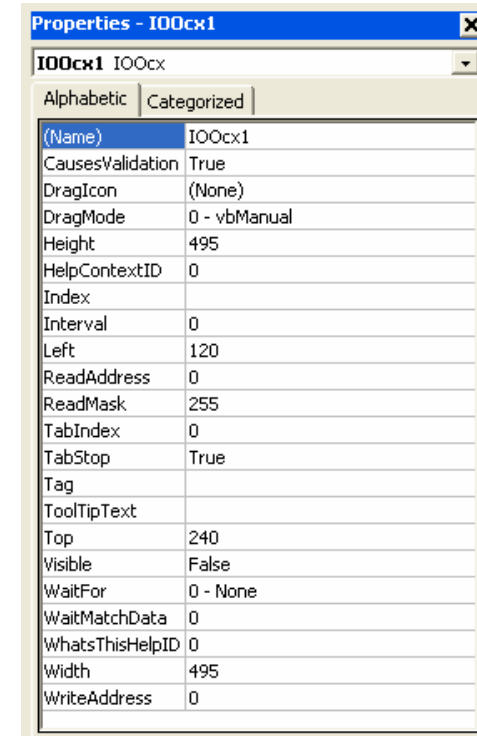 Properties - IOOcx1
IOOcx1 IOOcx
Alphabetic Categorized
(Name) IOOcx1
CausesValidation True
DragIcon (None)
DragMode 0 - vbManual
Height 495
HelpContextID 0
Index
Interval 0
Left 120
ReadAddress 0
ReadMask 255
TabIndex 0
TabStop True
Tag
ToolTipText
Top 240
Visible False
WaitFor 0 - None
WaitMatchData 0
WhatsThisHelpID 0
Width 495
WriteAddress 0